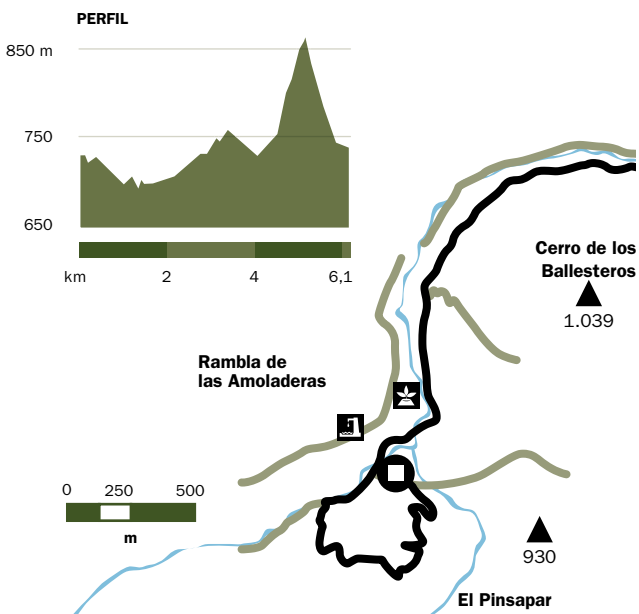 PERFIL
850 m
750
650
km 2 4 6,1
Cerro de los
Ballesteros
1.039
Rambla de
las Amoladeras
0 250 500
m
930
El Pinsapar